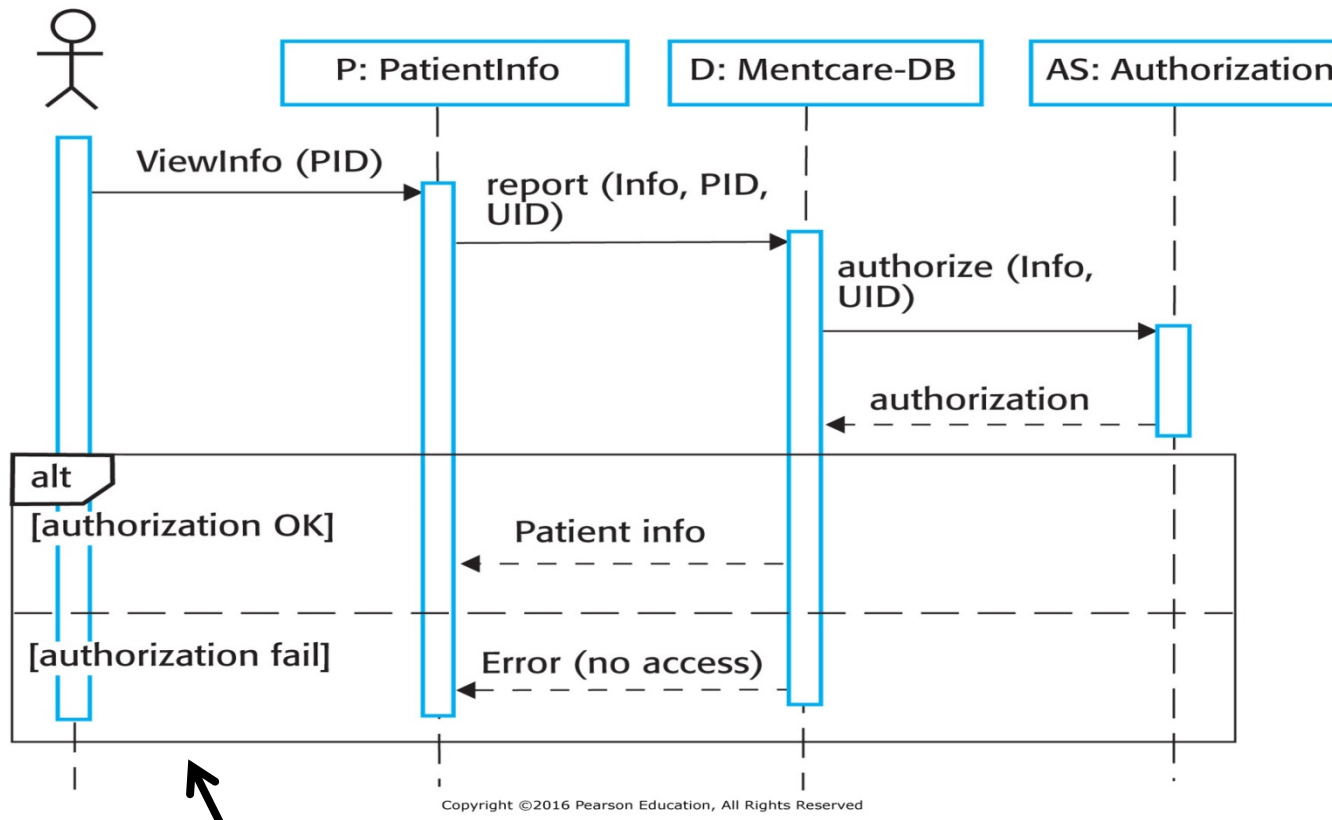 P: PatientInfo
D: Mentcare-DB
AS: Authorization
ViewInfo (PID)
report (Info, PID,
UID)
authorize (Info,
UID)
authorization
alt
[authorization OK]
Patient info
[authorization fail]
Error (no access)
Copyright ©2016 Pearson Education, All Rights Reserved